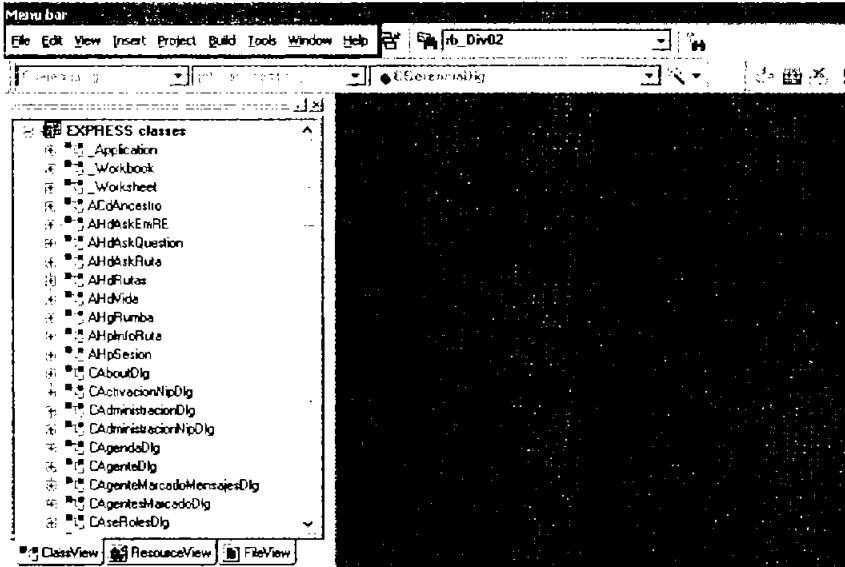 Menu bar
File Edit View Insert Project Build Tools Window Help rb_Div02
CGerenciaDlg
EXPRESS classes
_Application
_Workbook
_Worksheet
ACdAncestro
AHdAskEmRE
AHdAskQuestion
AHdAskRuta
AHdRutas
AHdVida
AHgRumba
AHpInfoRuta
AHpSesion
CAboutDlg
CActivacionNipDlg
CAdministracionDlg
CAdministracionNipDlg
CAgendaDlg
CAgenteDlg
CAgenteMarcadoMensajesDlg
CAgentesMarcadoDlg
CAseRolesDlg
ClassView ResourceView FileView